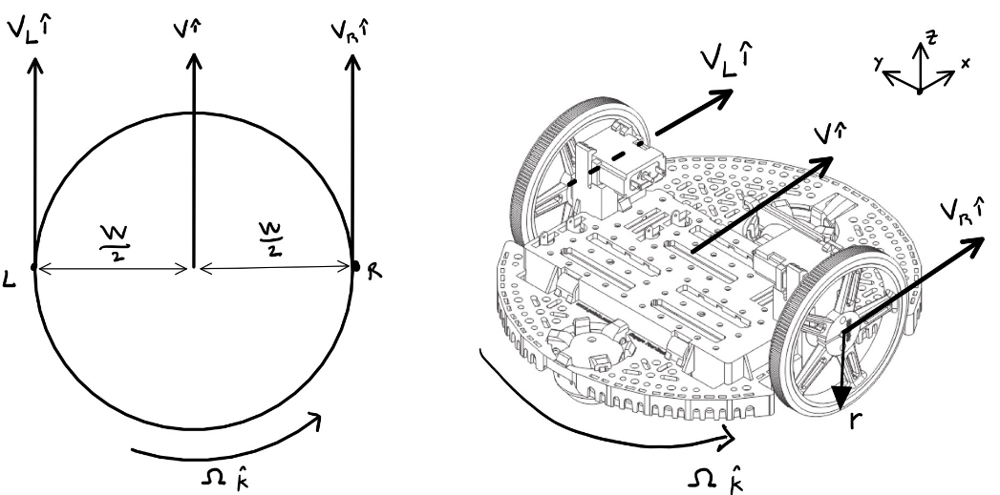 V_L î
V î
V_R î
W/2
W/2
L
R
Ω k̂
V_L î
V î
V_R î
z
y
x
r
Ω k̂